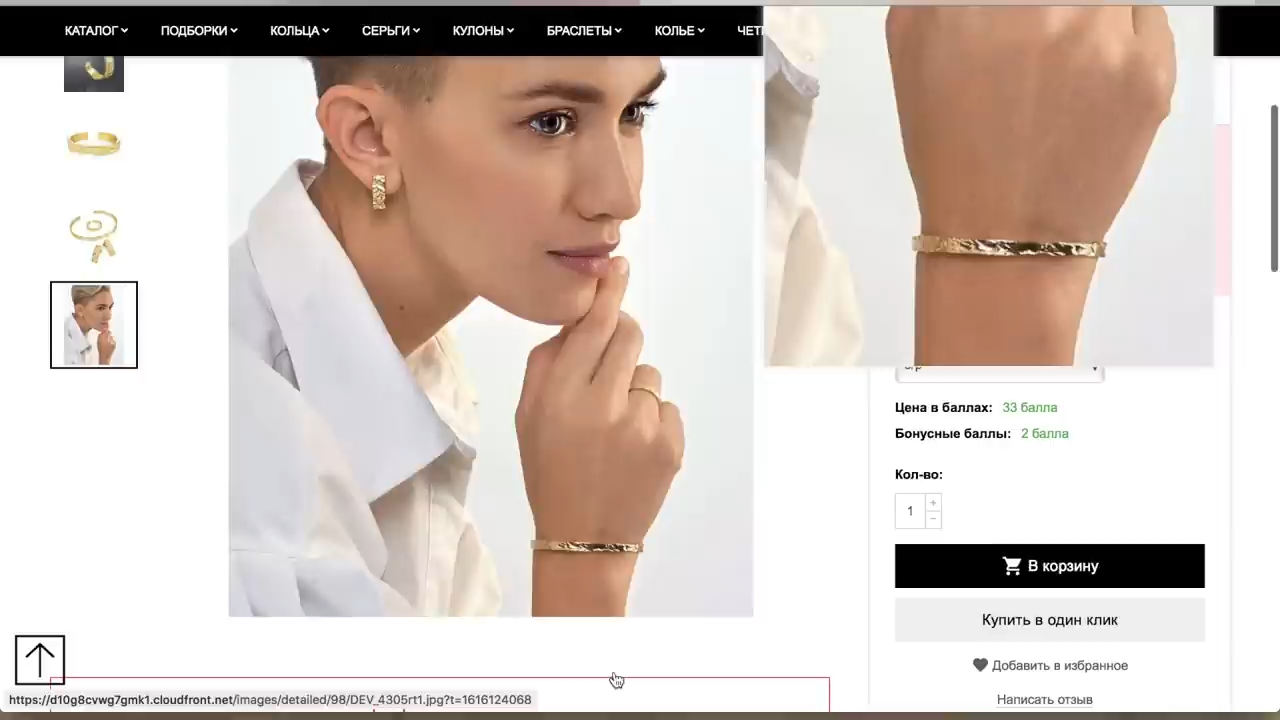 КАТАЛОГ ПОДБОРКИ КОЛЬЦА СЕРЬГИ КУЛОНЫ БРАСЛЕТЫ КОЛЬЕ
Цена в баллах: 33 балла
Бонусные баллы: 2 балла
Кол-во:
1
В корзину
Купить в один клик
Добавить в избранное
Написать отзыв
https://d10g8cvwg7gmk1.cloudfront.net/images/detailed/98/DEV_4305rt1.jpg?t=1616124068